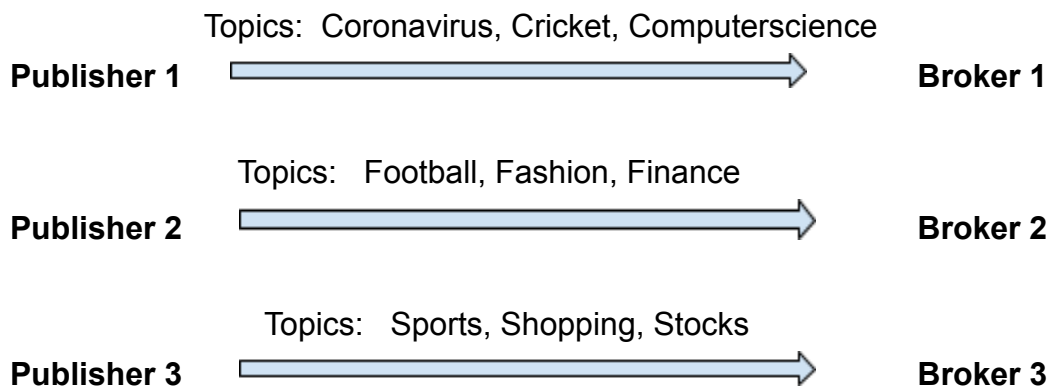 Topics: Coronavirus, Cricket, Computerscience
Publisher 1 Broker 1
Topics: Football, Fashion, Finance
Publisher 2 Broker 2
Topics: Sports, Shopping, Stocks
Publisher 3 Broker 3